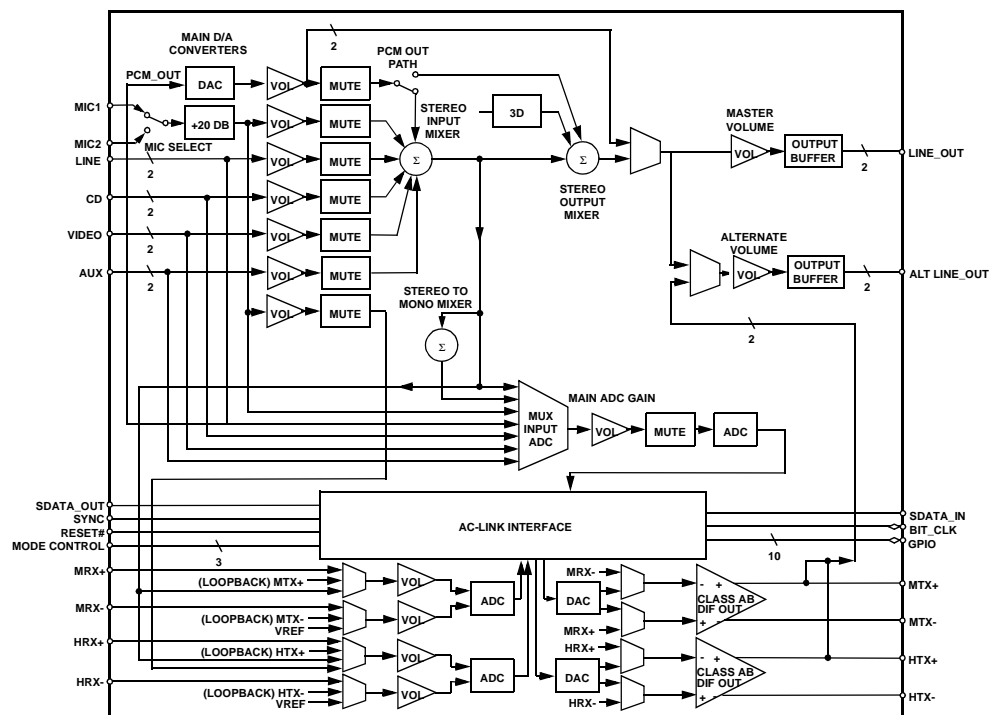 MAIN D/A
CONVERTERS
2
PCM OUT
PATH
PCM_OUT
DAC
VOL
MUTE
MIC1
+20 DB
VOL
MUTE
STEREO
INPUT
MIXER
3D
MASTER
VOLUME
MIC2
MIC SELECT
LINE
2
VOL
MUTE
Σ
Σ
VOL
OUTPUT
BUFFER
2
LINE_OUT
CD
2
VOL
MUTE
STEREO
OUTPUT
MIXER
VIDEO
2
VOL
MUTE
ALTERNATE
VOLUME
AUX
2
VOL
MUTE
VOL
OUTPUT
BUFFER
2
ALT LINE_OUT
STEREO TO
MONO MIXER
VOL
MUTE
2
Σ
MAIN ADC GAIN
MUX
INPUT
ADC
VOL
MUTE
ADC
SDATA_OUT
SYNC
RESET#
MODE CONTROL
3
AC-LINK INTERFACE
SDATA_IN
BIT_CLK
GPIO
10
MRX+
(LOOPBACK) MTX+
VOL
MRX-
(LOOPBACK) MTX-
VREF
VOL
ADC
MRX-
DAC
MRX+
- +
CLASS AB
DIF OUT
+ -
MTX+
MTX-
HRX+
(LOOPBACK) HTX+
VOL
HRX-
(LOOPBACK) HTX-
VREF
VOL
ADC
HRX+
DAC
HRX-
- +
CLASS AB
DIF OUT
+ -
HTX+
HTX-